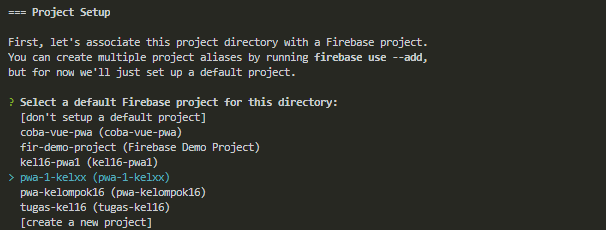 === Project Setup
First, let's associate this project directory with a Firebase project.
You can create multiple project aliases by running firebase use --add,
but for now we'll just set up a default project.
? Select a default Firebase project for this directory:
[don't setup a default project]
coba-vue-pwa (coba-vue-pwa)
fir-demo-project (Firebase Demo Project)
kel16-pwa1 (kel16-pwa1)
> pwa-1-kelxx (pwa-1-kelxx)
pwa-kelompok16 (pwa-kelompok16)
tugas-kel16 (tugas-kel16)
[create a new project]